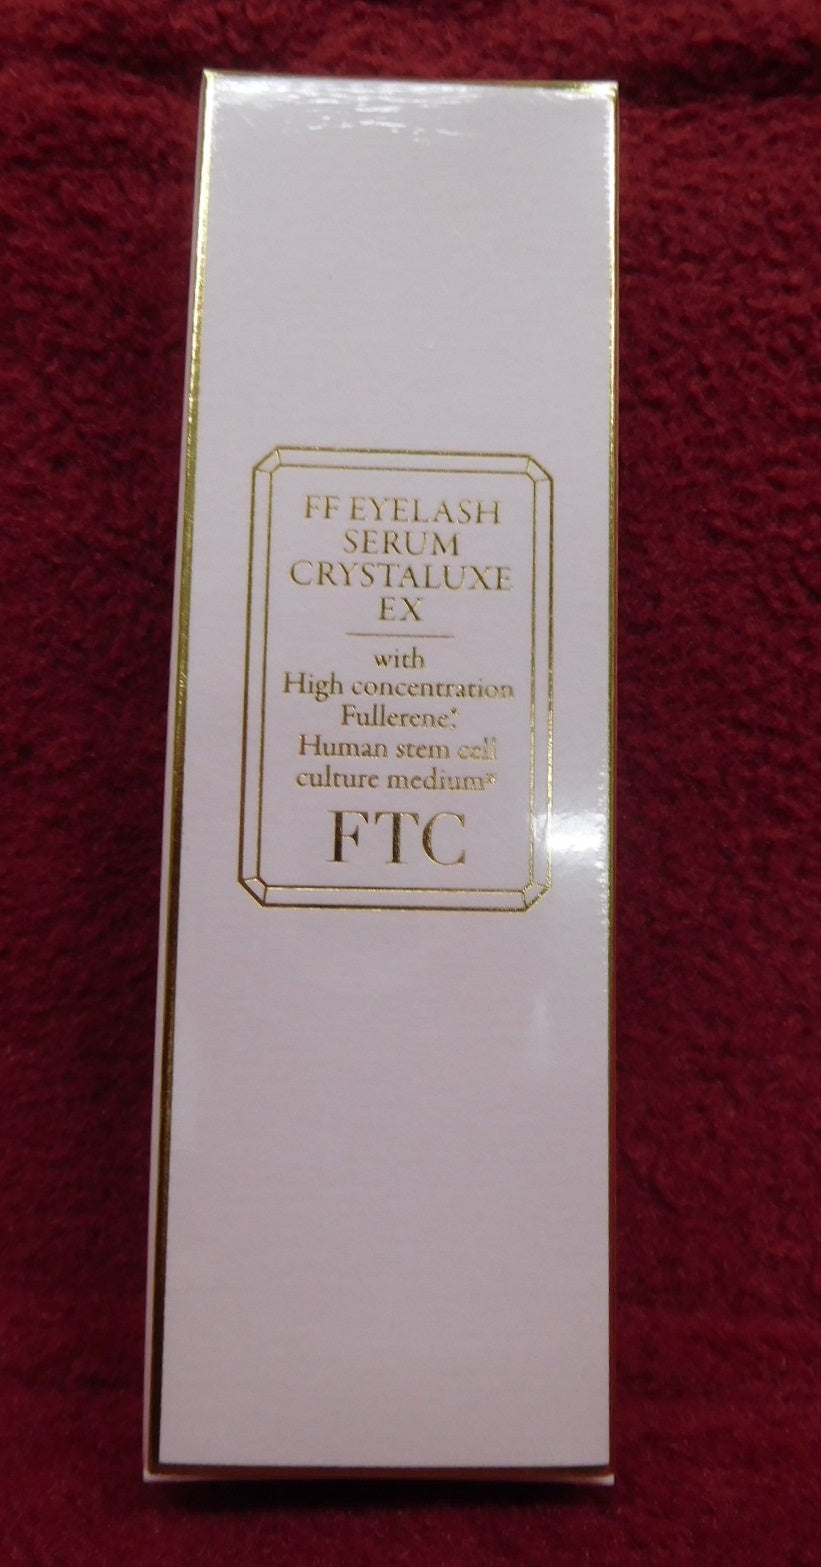 FF EYELASH
SERUM
CRYSTALUXE
EX
with
High concentration
Fullerene*,
Human stem cell
culture medium*
FTC